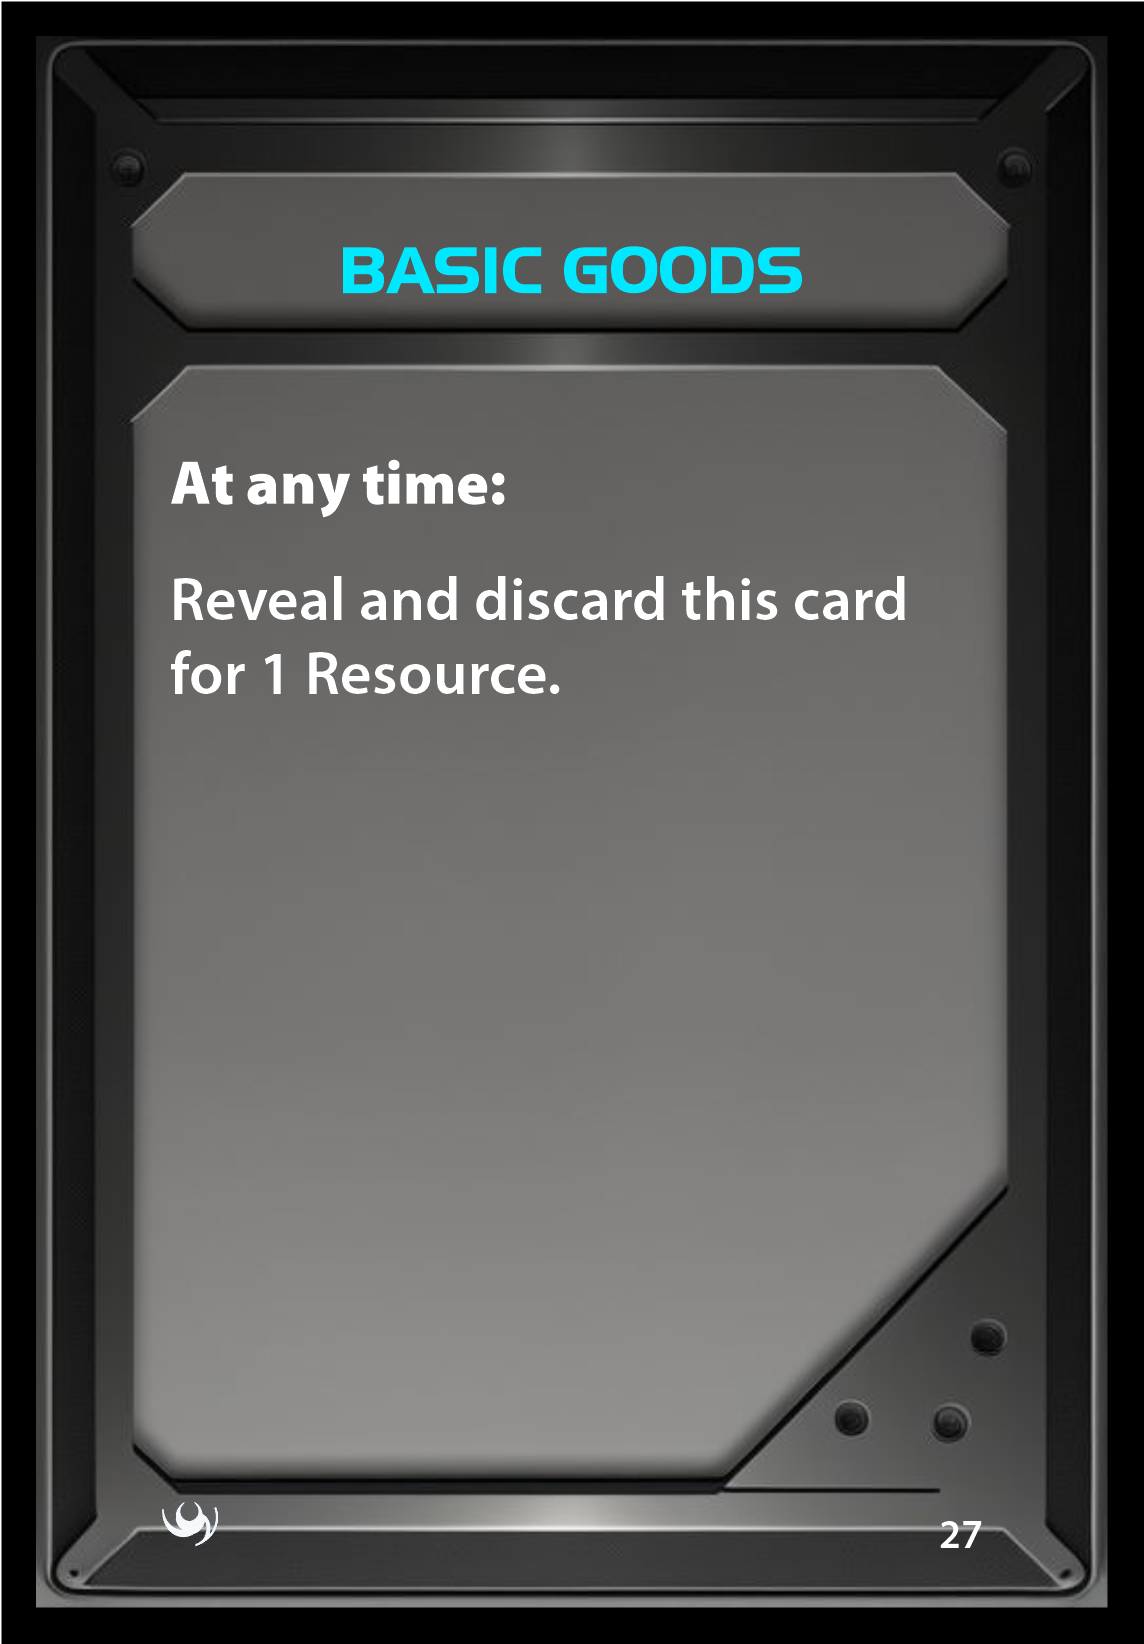 BASIC GOODS
At any time:
Reveal and discard this card
for 1 Resource.
27